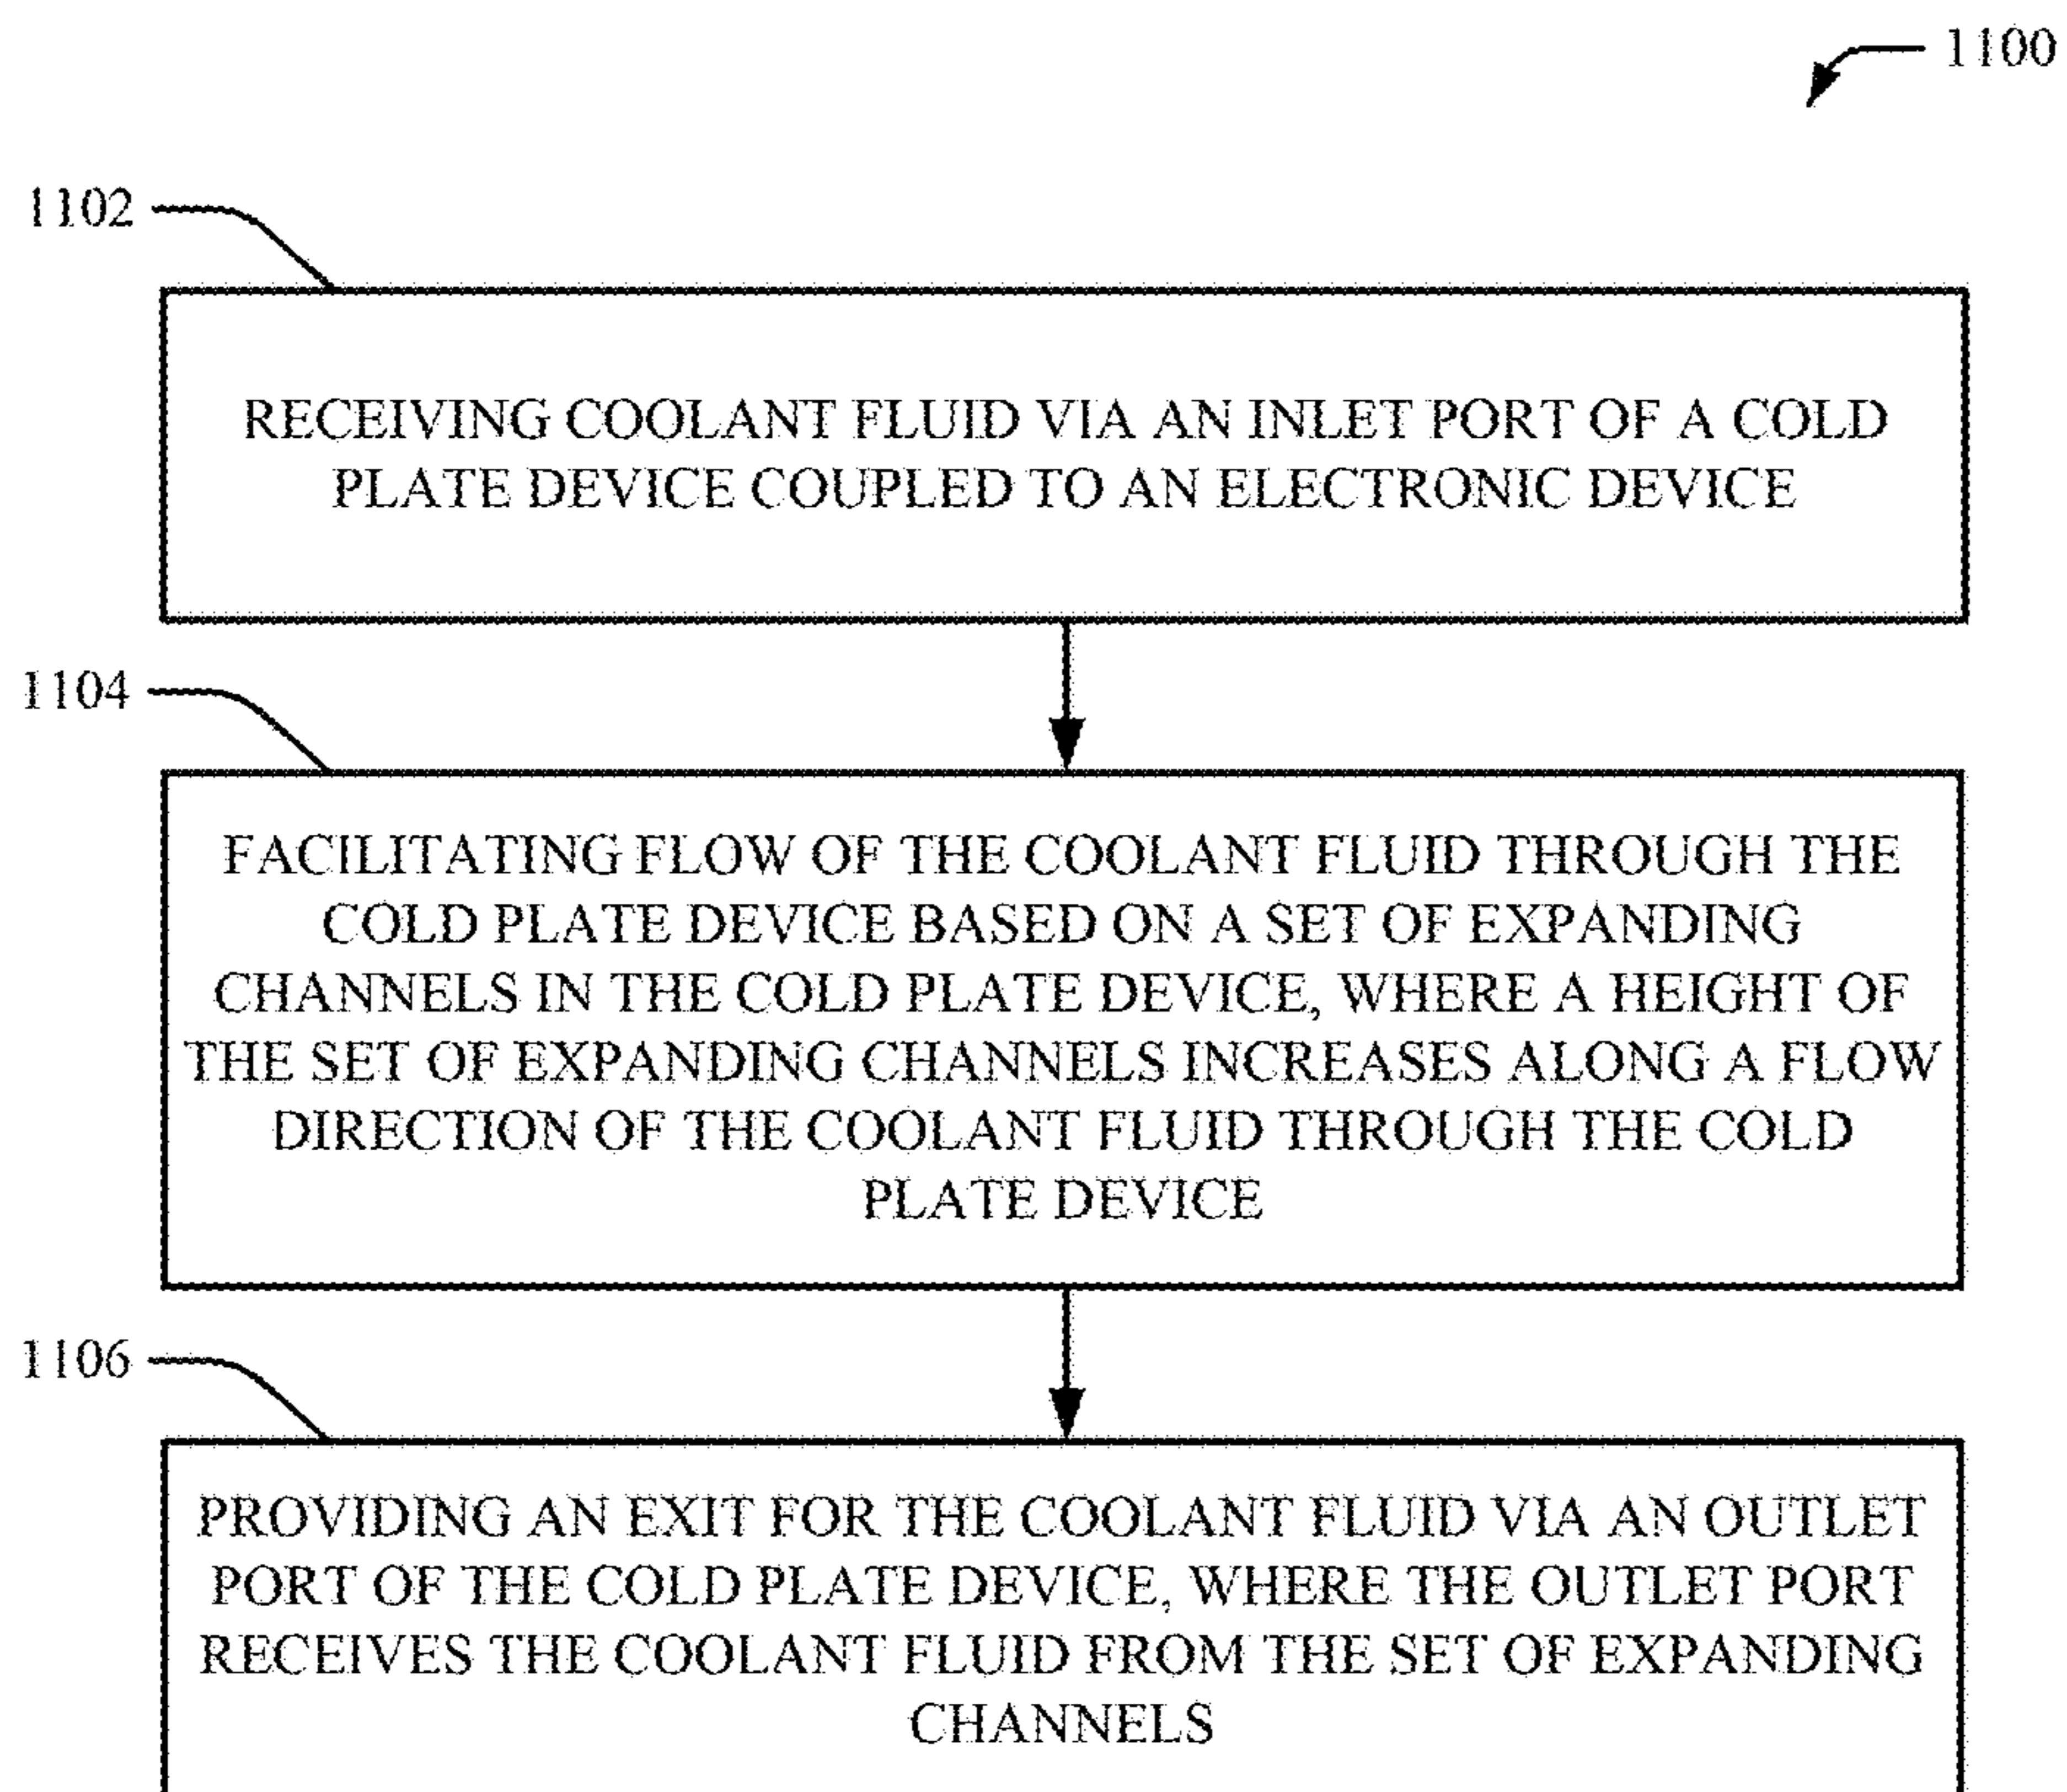 1100
1102
RECEIVING COOLANT FLUID VIA AN INLET PORT OF A COLD
PLATE DEVICE COUPLED TO AN ELECTRONIC DEVICE
1104
FACILITATING FLOW OF THE COOLANT FLUID THROUGH THE
COLD PLATE DEVICE BASED ON A SET OF EXPANDING
CHANNELS IN THE COLD PLATE DEVICE, WHERE A HEIGHT OF
THE SET OF EXPANDING CHANNELS INCREASES ALONG A FLOW
DIRECTION OF THE COOLANT FLUID THROUGH THE COLD
PLATE DEVICE
1106
PROVIDING AN EXIT FOR THE COOLANT FLUID VIA AN OUTLET
PORT OF THE COLD PLATE DEVICE, WHERE THE OUTLET PORT
RECEIVES THE COOLANT FLUID FROM THE SET OF EXPANDING
CHANNELS